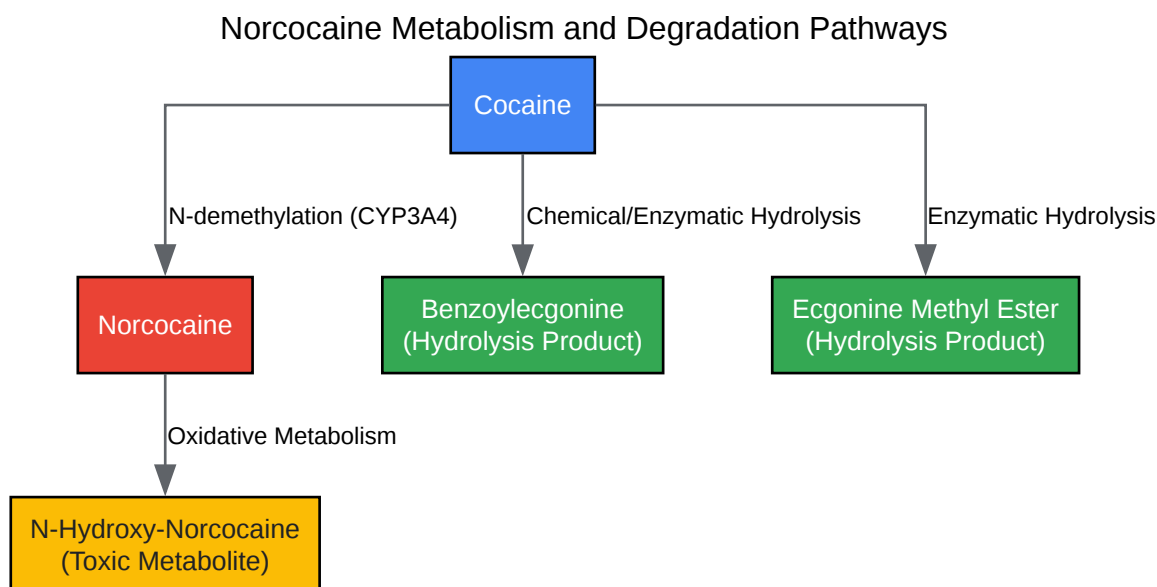 Norcocaine Metabolism and Degradation Pathways
Cocaine
N-demethylation (CYP3A4)
Chemical/Enzymatic Hydrolysis
Enzymatic Hydrolysis
Norcocaine
Benzoylecgonine
(Hydrolysis Product)
Ecgonine Methyl Ester
(Hydrolysis Product)
Oxidative Metabolism
N-Hydroxy-Norcocaine
(Toxic Metabolite)